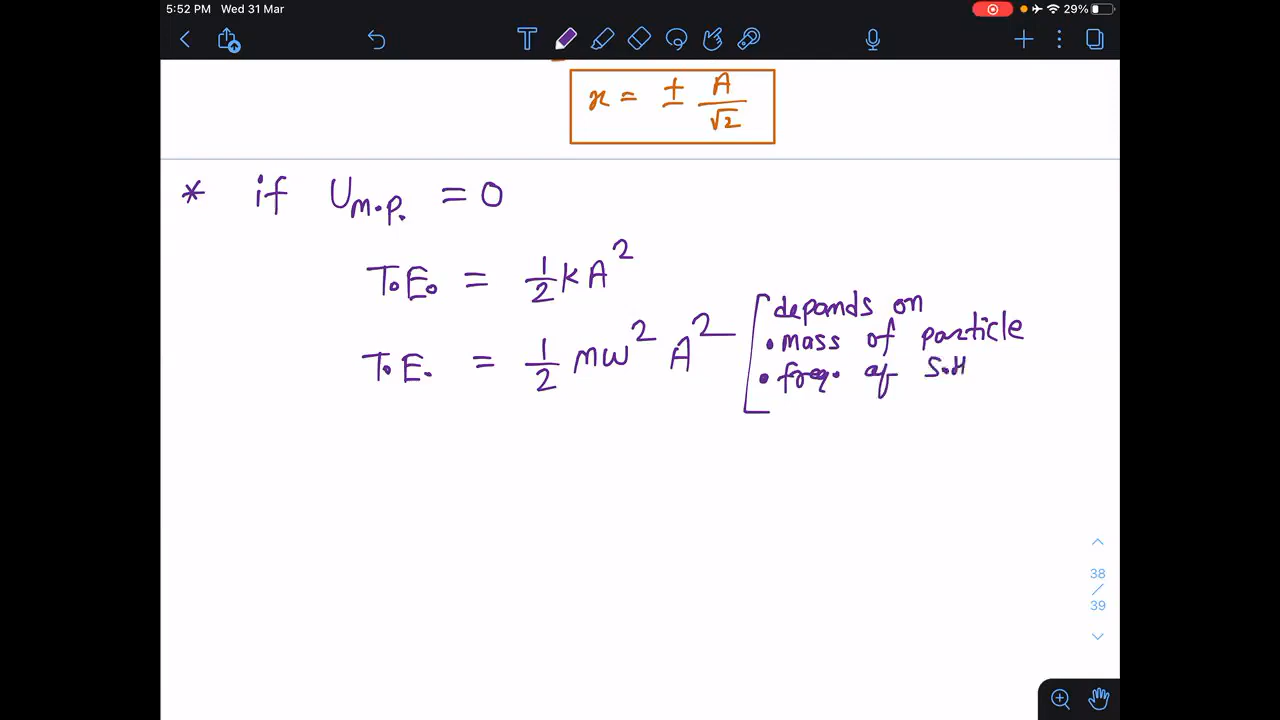 5:52 PM Wed 31 Mar
29%
T
x = ± A/√2
* if U_m.p. = 0
T.E. = 1/2 kA²
T.E. = 1/2 mω² A²
depends on
• mass of particle
• freq. of S.H
38
/
39